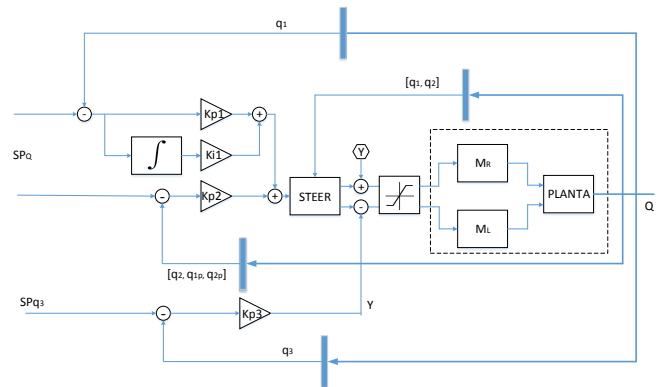 q1
Kp1
[q1, q2]
SPQ
∫
Ki1
Y
MR
Kp2
STEER
PLANTA
Q
ML
[q2, q1p, q2p]
SPq3
Kp3
Y
q3